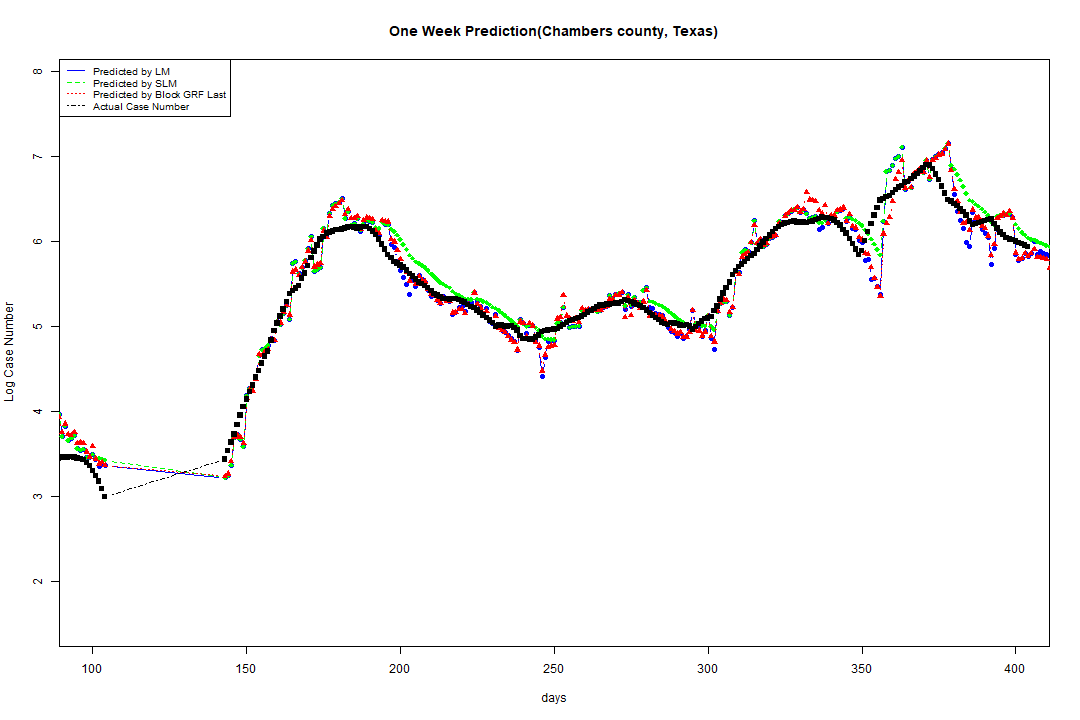 One Week Prediction(Chambers county, Texas)
Predicted by LM
Predicted by SLM
Predicted by Block GRF Last
Actual Case Number
8
7
6
5
4
3
2
Log Case Number
100 150 200 250 300 350 400
days